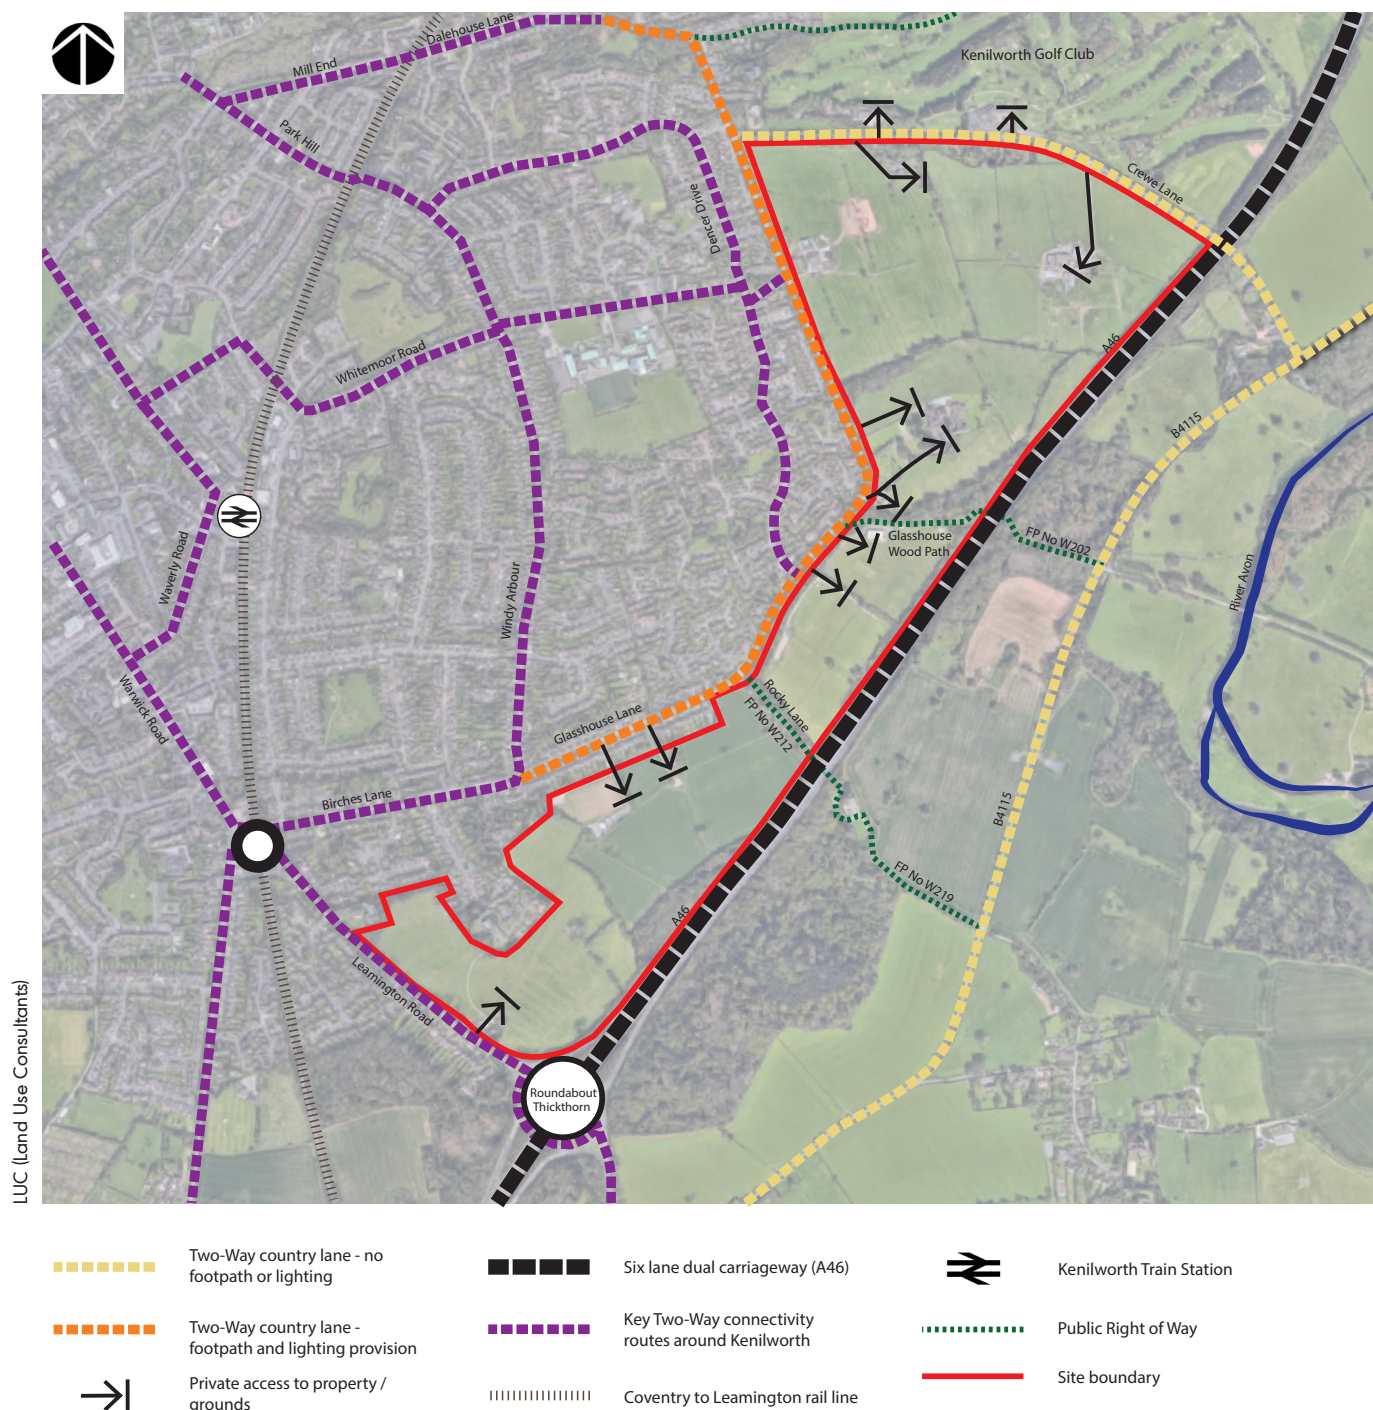 Dalehouse Lane
Mill End
Kenilworth Golf Club
Park Hill
Crewe Lane
Dencer Drive
A46
Whitemoor Road
B4115
FP No W202
Glasshouse
Wood Path
River Avon
Waverly Road
Windy Arbour
Warwick Road
Rocky Lane
FP No W212
Glasshouse Lane
Birches Lane
B4115
FP No W219
A46
Leamington Road
Roundabout
Thickthorn
LUC (Land Use Consultants)
Two-Way country lane - no
footpath or lighting
Two-Way country lane -
footpath and lighting provision
Private access to property /
grounds
Six lane dual carriageway (A46)
Key Two-Way connectivity
routes around Kenilworth
Coventry to Leamington rail line
Kenilworth Train Station
Public Right of Way
Site boundary